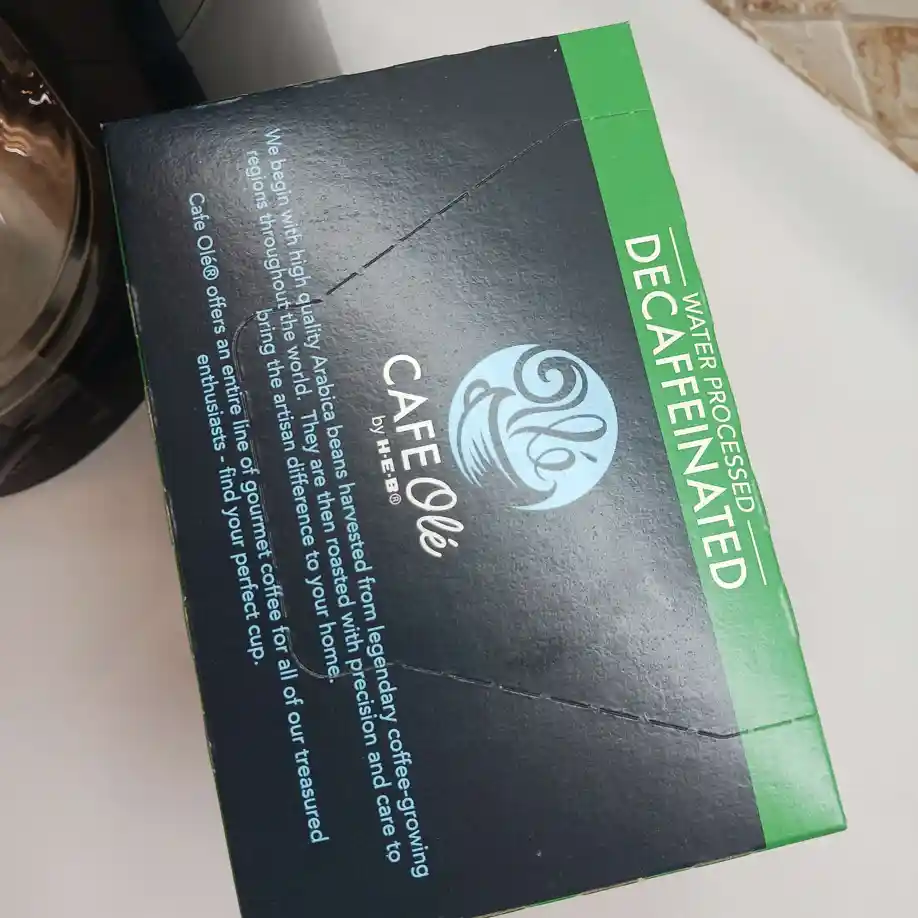 WATER PROCESSED
DECAFFEINATED
Olé
CAFE Olé
by H-E-B®
We begin with high quality Arabica beans harvested from legendary coffee-growing
regions throughout the world. They are then roasted with precision and care to
bring the artisan difference to your home.
Cafe Olé® offers an entire line of gourmet coffee for all of our treasured
enthusiasts - find your perfect cup.